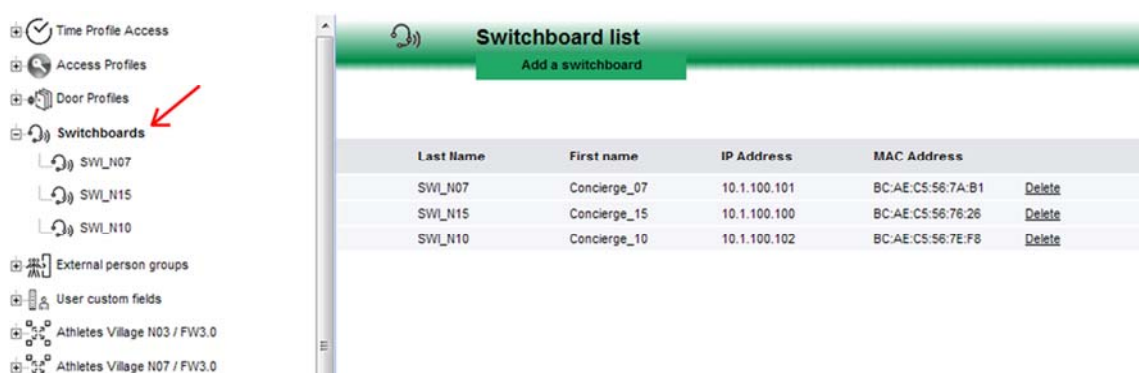 Time Profile Access
Access Profiles
Door Profiles
Switchboards
SWI_N07
SWI_N15
SWI_N10
External person groups
User custom fields
Athletes Village N03 / FW3.0
Athletes Village N07 / FW3.0
Switchboard list
Add a switchboard
Last Name First name IP Address MAC Address
SWI_N07 Concierge_07 10.1.100.101 BC:AE:C5:56:7A:B1 Delete
SWI_N15 Concierge_15 10.1.100.100 BC:AE:C5:56:76:26 Delete
SWI_N10 Concierge_10 10.1.100.102 BC:AE:C5:56:7E:F8 Delete